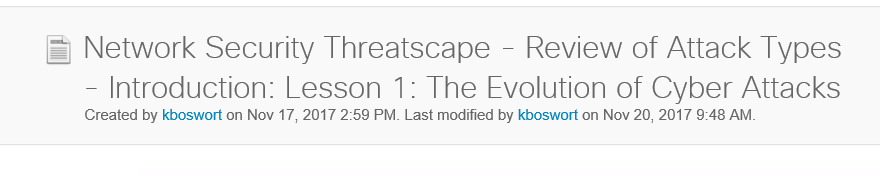 Network Security Threatscape - Review of Attack Types
- Introduction: Lesson 1: The Evolution of Cyber Attacks
Created by kboswort on Nov 17, 2017 2:59 PM. Last modified by kboswort on Nov 20, 2017 9:48 AM.